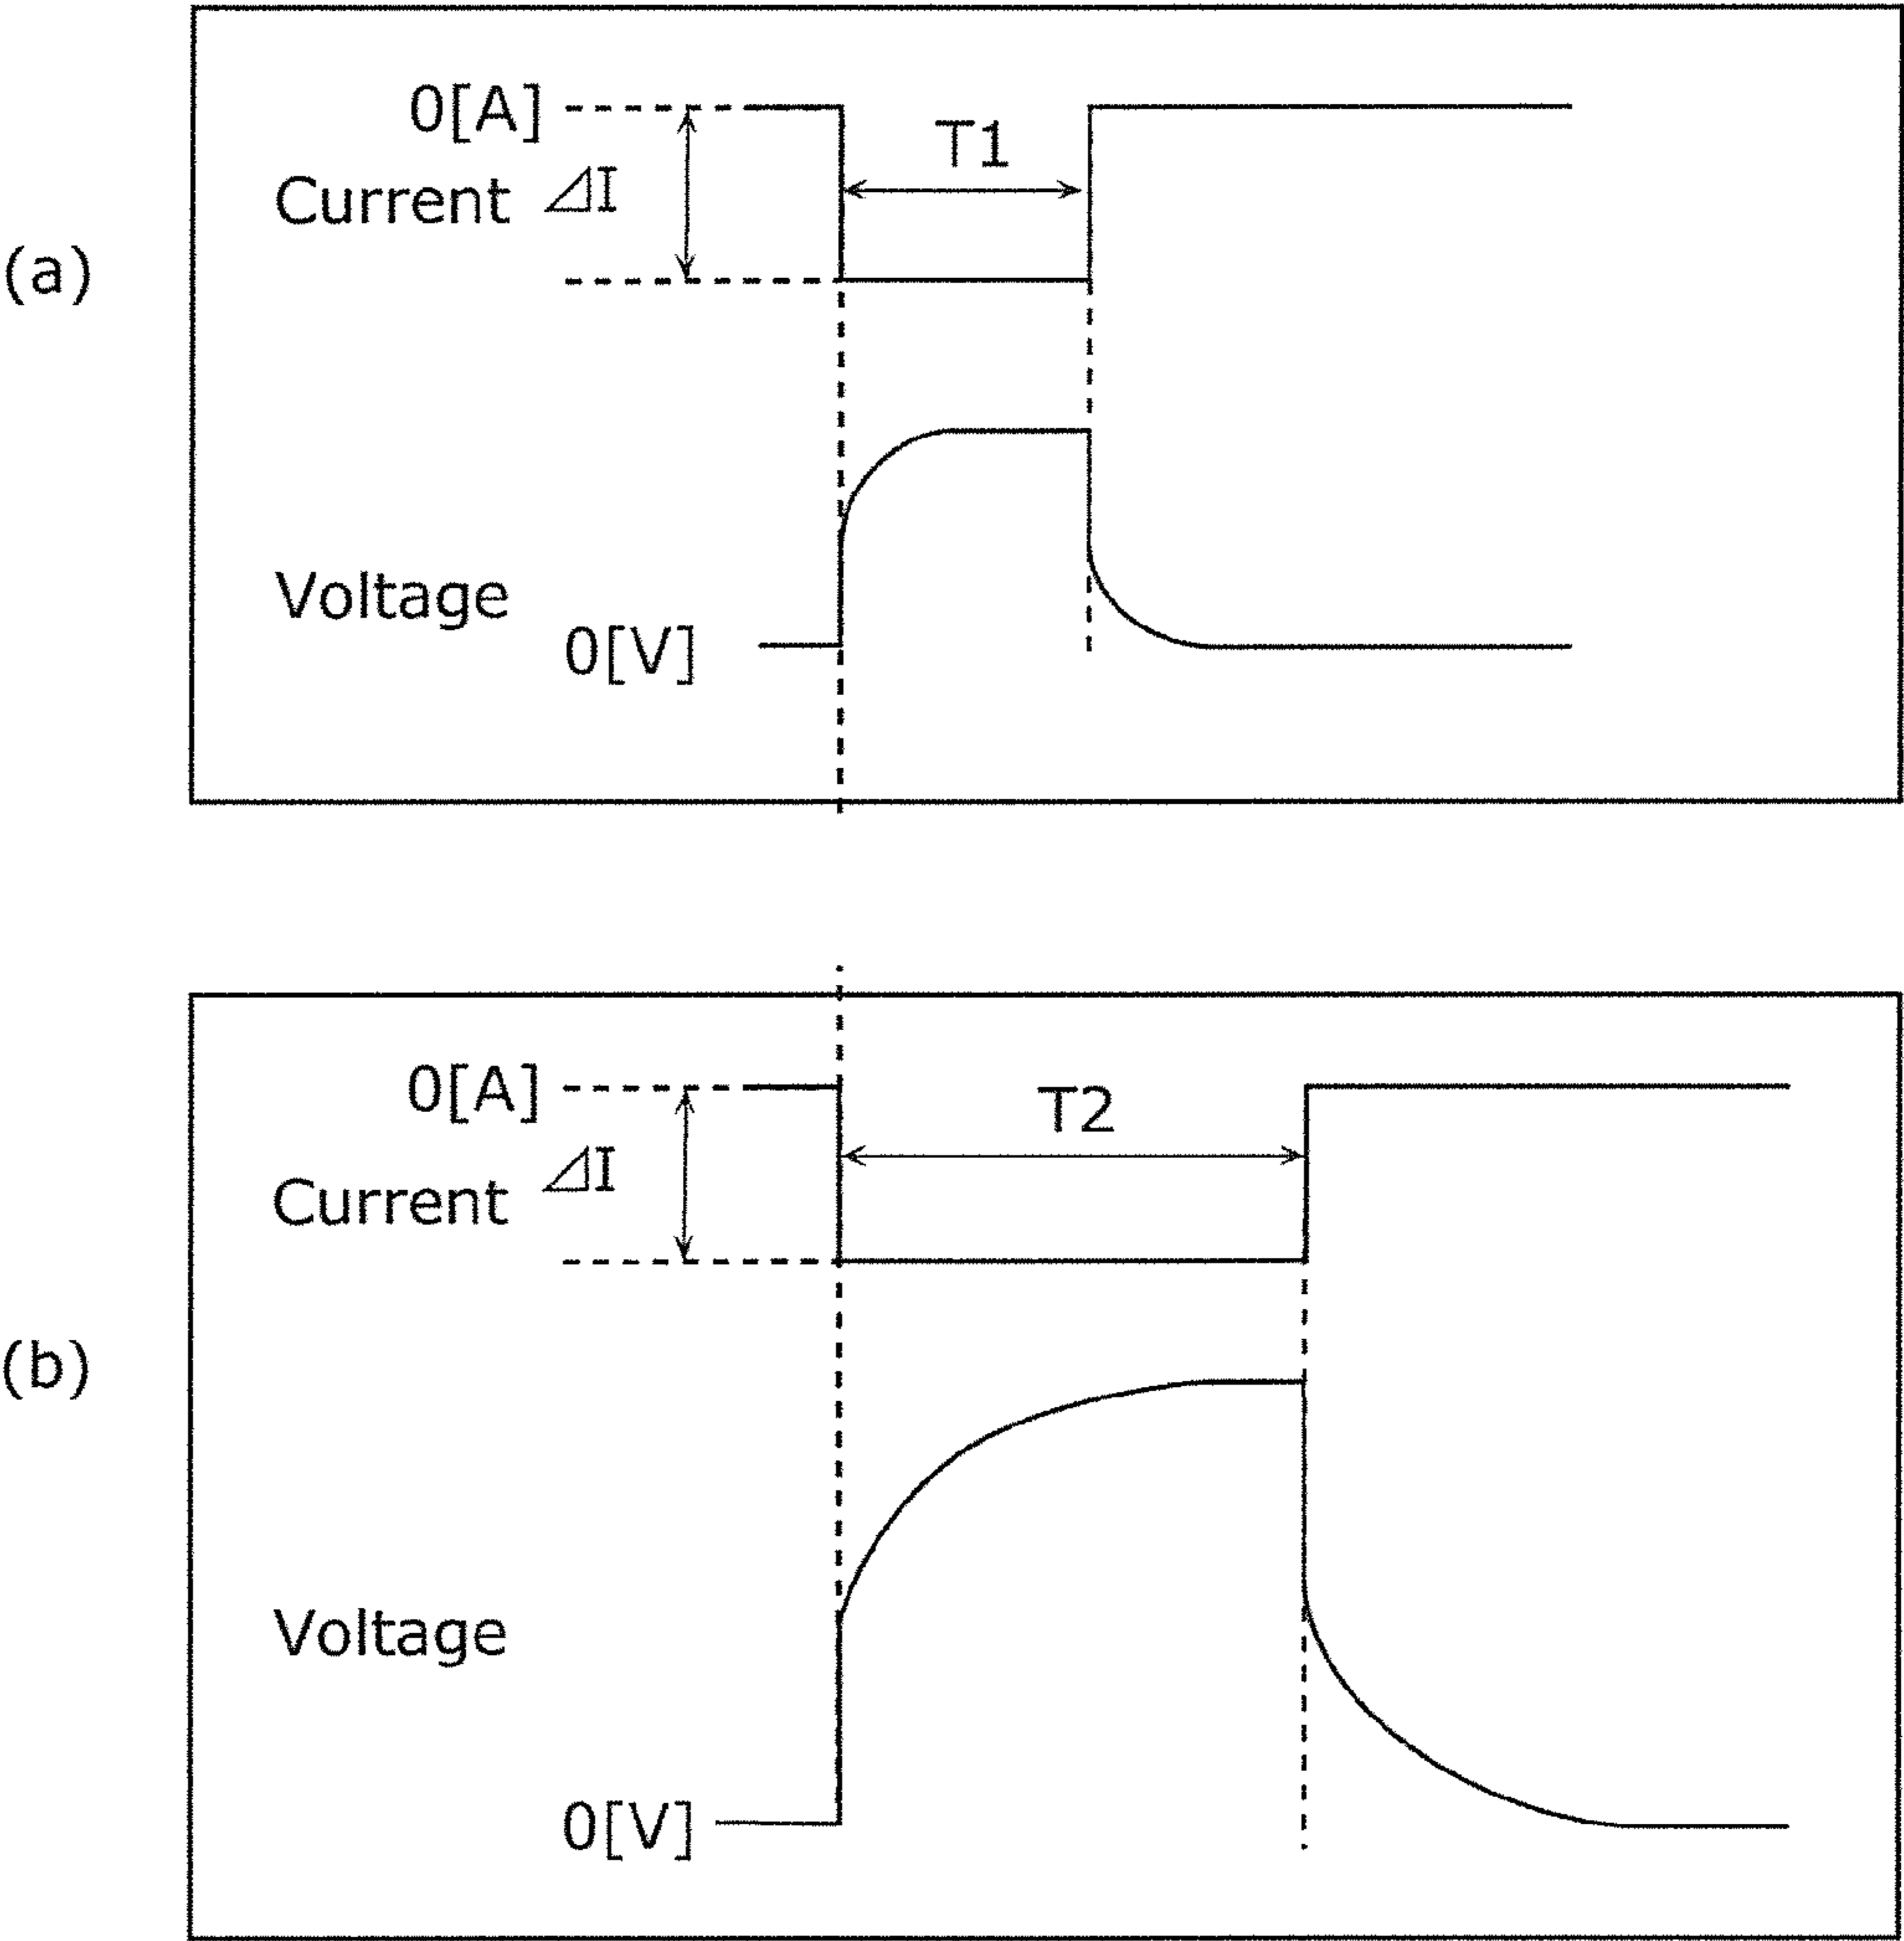 (a)
0[A]
T1
Current ⊿I
Voltage
0[V]
(b)
0[A]
T2
Current ⊿I
Voltage
0[V]